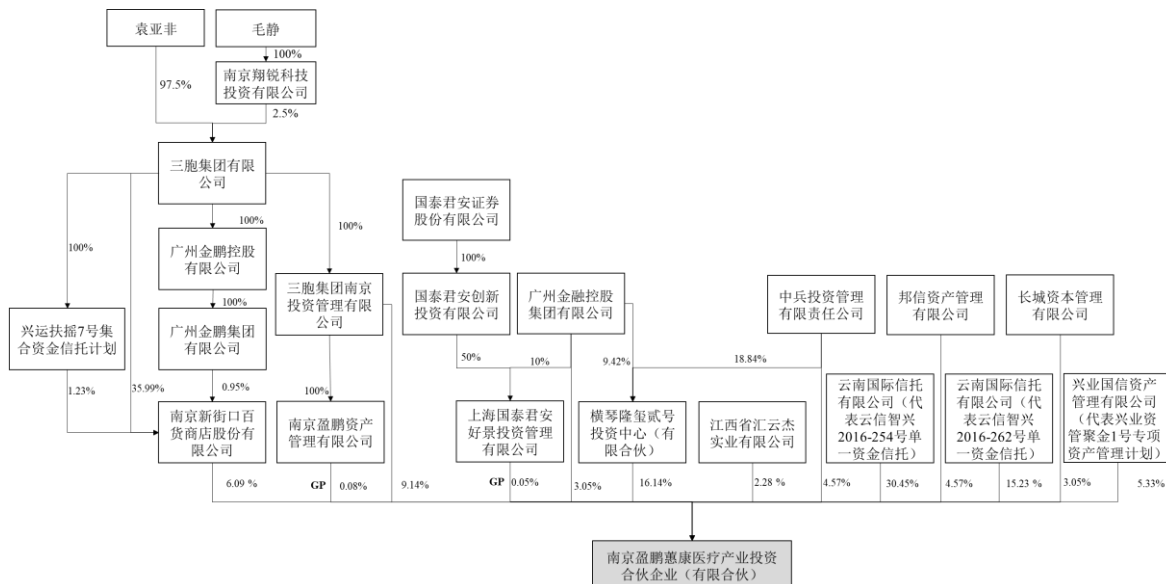 袁亚非
毛静
100%
南京翔锐科技
投资有限公司
97.5%
2.5%
三胞集团有限
公司
国泰君安证券
股份有限公司
100%
100%
100%
广州金鹏控股
有限公司
100%
三胞集团南京
投资管理有限
公司
国泰君安创新
投资有限公司
广州金融控股
集团有限公司
中兵投资管理
有限责任公司
邦信资产管理
有限公司
长城资本管理
有限公司
100%
兴运扶摇7号集
合资金信托计划
广州金鹏集团
有限公司
50%
10%
9.42%
18.84%
1.23%
35.99%
0.95%
100%
南京新街口百
货商店股份有
限公司
南京盈鹏资产
管理有限公司
上海国泰君安
好景投资管理
有限公司
横琴隆玺贰号
投资中心（有
限合伙）
江西省汇云杰
实业有限公司
云南国际信托
有限公司（代
表云信智兴
2016-254号单
一资金信托）
云南国际信托
有限公司（代
表云信智兴
2016-262号单
一资金信托）
兴业国信资产
管理有限公司
（代表兴业资
管聚金1号专项
资产管理计划）
6.09 %
GP
0.08%
9.14%
GP
0.05%
3.05%
16.14%
2.28 %
4.57%
30.45%
4.57%
15.23 %
3.05%
5.33%
南京盈鹏蕙康医疗产业投资
合伙企业（有限合伙）